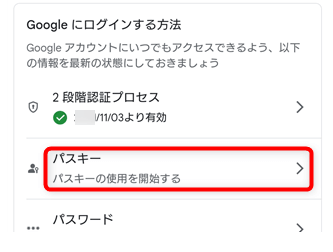 Google にログインする方法
Google アカウントにいつでもアクセスできるよう、以下
の情報を最新の状態にしておきましょう
2 段階認証プロセス
/11/03より有効
パスキー
パスキーの使用を開始する
パスワード